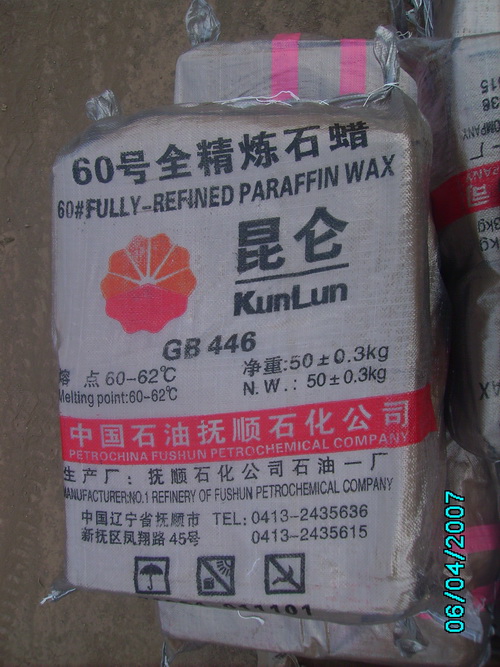 60号全精炼石蜡
60#FULLY-REFINED PARAFFIN WAX
昆仑
KunLun
GB 446
熔 点 60-62℃
净重:50±0.3kg
Melting point:60-62℃
N.W.: 50±0.3kg
中国石油抚顺石化公司
PETROCHINA FUSHUN PETROCHEMICAL COMPANY
生产厂: 抚顺石化公司石油一厂
MANUFACTURER:NO.1 REFINERY OF FUSHUN PETROCHEMICAL COMPANY
中国辽宁省抚顺市 TEL:0413-2435636
新抚区凤翔路45号 0413-2435615
06/04/2007